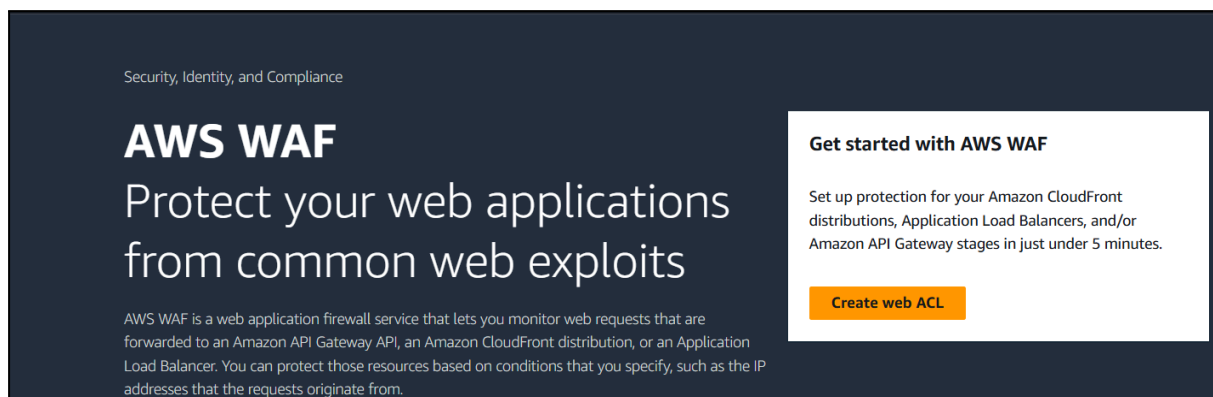 Security, Identity, and Compliance
AWS WAF
Protect your web applications
from common web exploits
AWS WAF is a web application firewall service that lets you monitor web requests that are
forwarded to an Amazon API Gateway API, an Amazon CloudFront distribution, or an Application
Load Balancer. You can protect those resources based on conditions that you specify, such as the IP
addresses that the requests originate from.
Get started with AWS WAF
Set up protection for your Amazon CloudFront
distributions, Application Load Balancers, and/or
Amazon API Gateway stages in just under 5 minutes.
Create web ACL